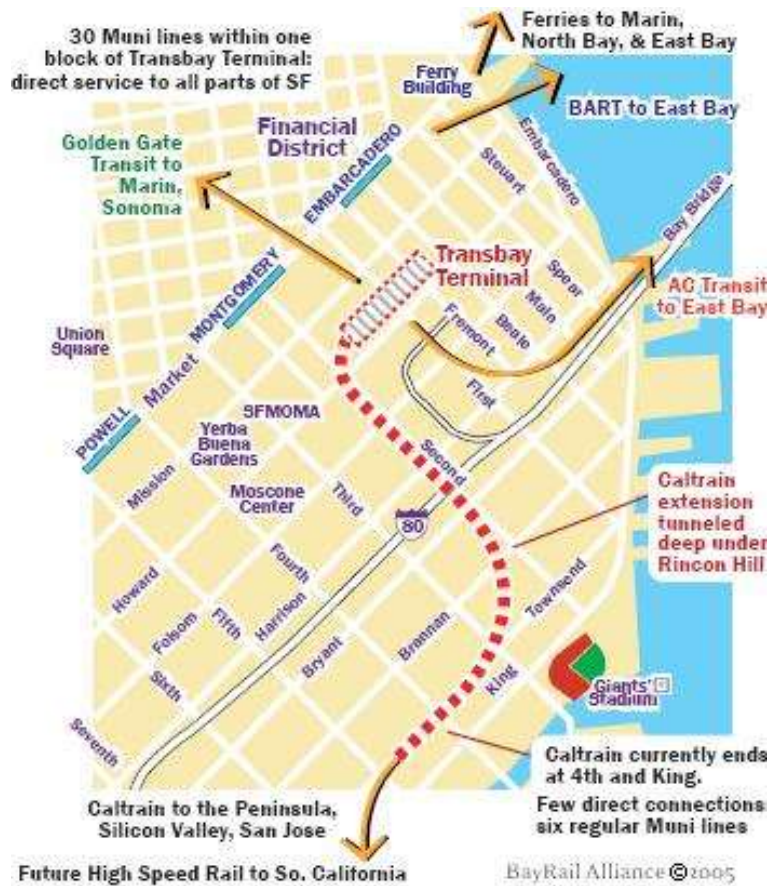 30 Muni lines within one
block of Transbay Terminal:
direct service to all parts of SF
Ferries to Marin,
North Bay, & East Bay
Ferry
Building
BART to East Bay
Financial
District
Golden Gate
Transit to
Marin,
Sonomia
EMBARCADERO
Embarcadero
Steuart
Bay Bridge
Transbay
Terminal
Spear
Main
Beale
Fremont
First
AC Transit
to East Bay
MONTGOMERY
Union
Square
Market
POWELL
SFMOMA
Yerba
Buena
Gardens
Moscone
Center
Mission
Second
Third
80
Caltrain
extension
tunneled
deep under
Rincon Hill
Howard
Folsom
Fourth
Fifth
Harrison
Sixth
Bryant
Brannan
Townsend
King
Seventh
Giants'
Stadium
Caltrain currently ends
at 4th and King.
Few direct connections
six regular Muni lines
Caltrain to the Peninsula,
Silicon Valley, San Jose
Future High Speed Rail to So. California
BayRail Alliance © 2005